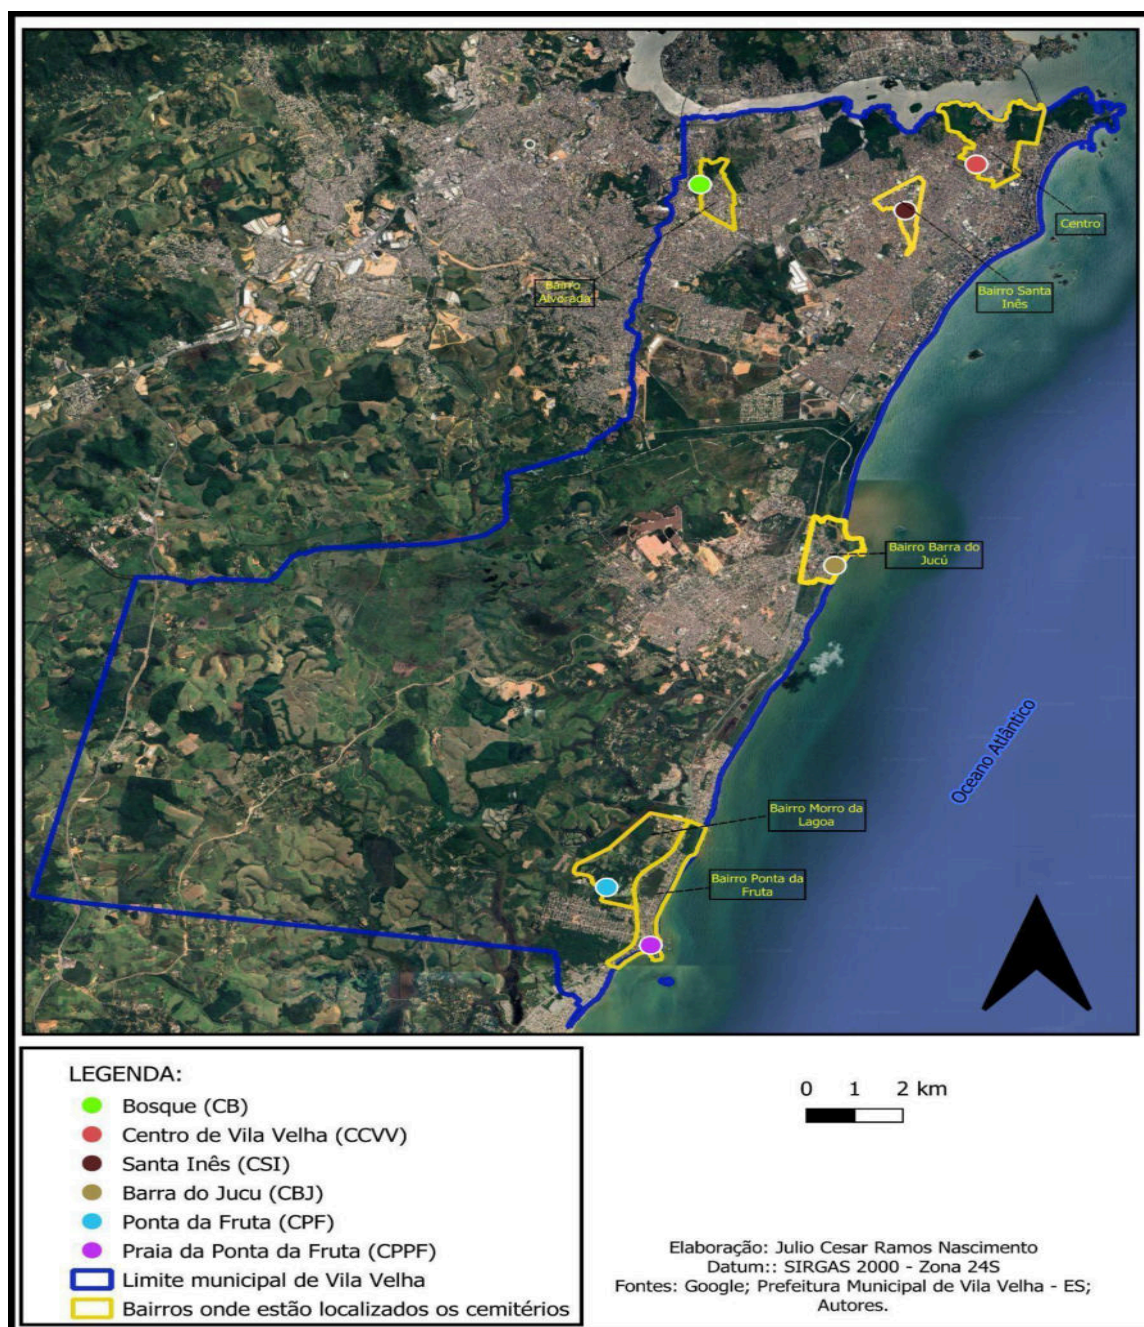 Centro
Bairro
Alvorada
Bairro Santa
Inês
Bairro Barra do
Jucú
Oceano Atlântico
Bairro Morro da
Lagoa
Bairro Ponta da
Fruta
LEGENDA:
Bosque (CB)
Centro de Vila Velha (CCVV)
Santa Inês (CSI)
Barra do Jucu (CBJ)
Ponta da Fruta (CPF)
Praia da Ponta da Fruta (CPPF)
Limite municipal de Vila Velha
Bairros onde estão localizados os cemitérios
0 1 2 km
Elaboração: Julio Cesar Ramos Nascimento
Datum:: SIRGAS 2000 - Zona 24S
Fontes: Google; Prefeitura Municipal de Vila Velha - ES;
Autores.